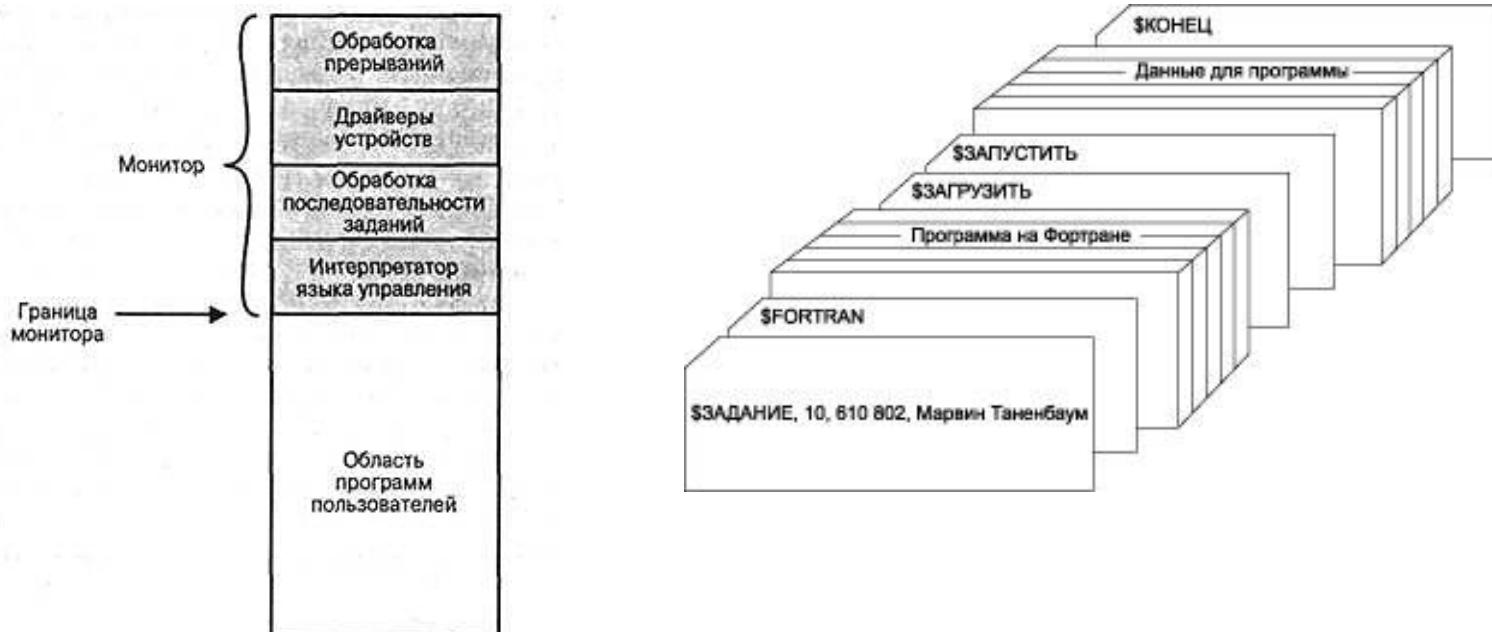 Обработка
прерываний
Драйверы
устройств
Монитор
Обработка
последовательности
заданий
Интерпретатор
языка управления
Граница
монитора
Область
программ
пользователей
$КОНЕЦ
Данные для программы
$ЗАПУСТИТЬ
$ЗАГРУЗИТЬ
Программа на Фортране
$FORTRAN
$ЗАДАНИЕ, 10, 610 802, Марвин Таненбаум